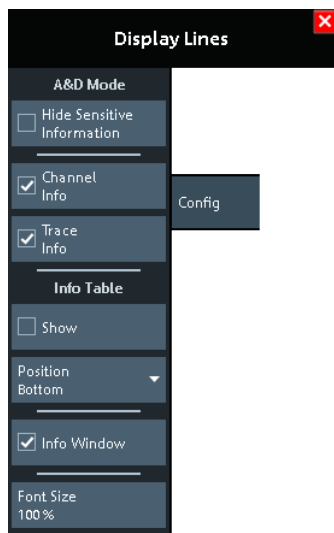 Display Lines
A&D Mode
Hide Sensitive
Information
Channel
Info
Config
Trace
Info
Info Table
Show
Position
Bottom
Info Window
Font Size
100 %